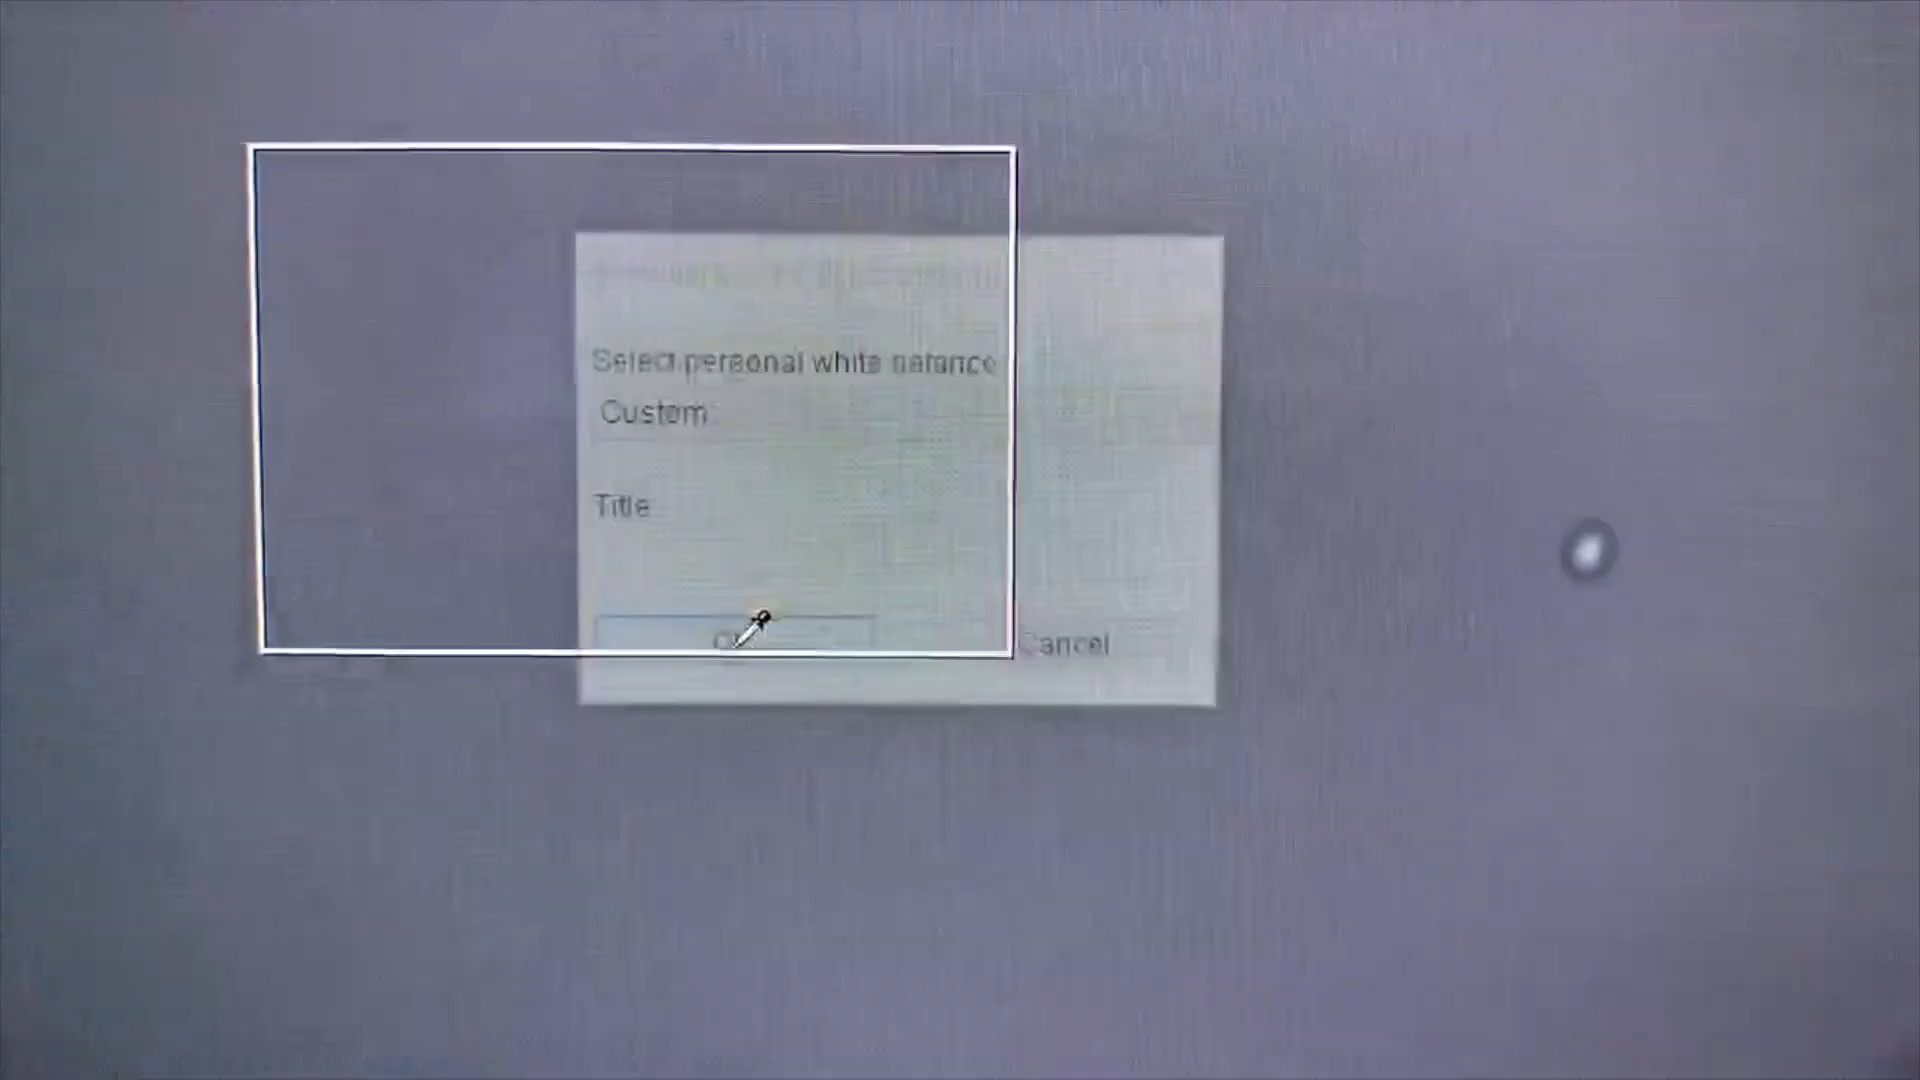 Select personal white balance
Custom
Title
Cancel